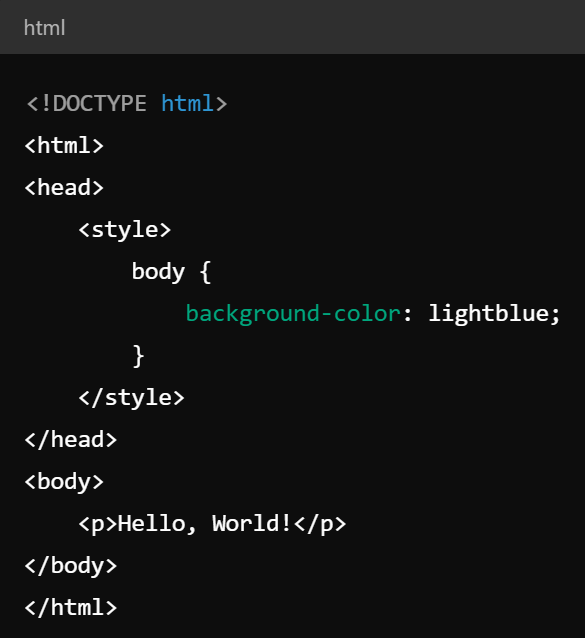 html
<!DOCTYPE html>
<html>
<head>
    <style>
        body {
            background-color: lightblue;
        }
    </style>
</head>
<body>
    <p>Hello, World!</p>
</body>
</html>